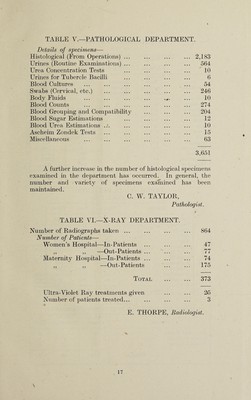 TABLE V.—PATHOLOGICAL DEPARTMENT.
Details of specimens—
Histological (From Operations) ... ... ... ... 2,183
Urines (Routine Examinations) ... ... ... ... 564
Urea Concentration Tests ... ... ... ... 10
Urines for Tubercle Bacilli ... ... ... ... 6
Blood Cultures ... ... ... ... ... 54
Swabs (Cervical, etc.) ... ... ... ... 246
Body Fluids ... ... ... ... ... 10
Blood Counts ... ... ... ... ... 274
Blood Grouping and Compatibility ... ... ... 204
Blood Sugar Estimations ... ... ... ... 12
Blood Urea Estimations ... ... ... ... 10
Ascheim Zondek Tests ... ... ... ... 15
Miscellaneous ... ... ... ... ... 63
3,651
A further increase in the number of histological specimens
examined in the department has occurred. In general, the
number and variety of specimens examined has been
maintained.
C. W. TAYLOR,
Pathologist.
TABLE VI.—X-RAY DEPARTMENT.
Number of Radiographs taken ... ... ... ... 864
Number of Patients—
Women's Hospital—In-Patients ... ... ... 47
„ „ —Out-Patients ... ... ... 77
Maternity Hospital—In-Patients ... ... ... 74
„ „ —Out-Patients ... ... 175
TOTAL ... ... 373
Ultra-Violet Ray treatments given ... ... 26
Number of patients treated... ... ... ... 3
E. THORPE, Radiologist.
17